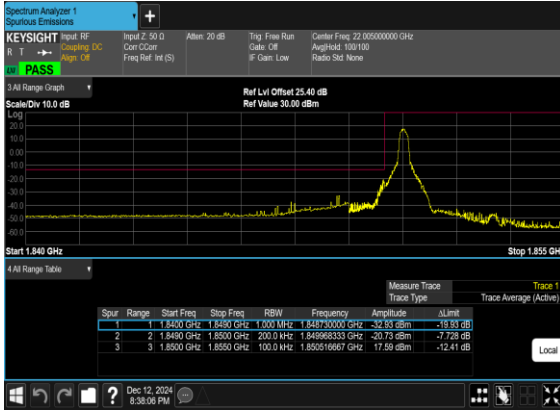 Spectrum Analyzer 1
Spurious Emissions
+
KEYSIGHT Input: RF Input Z: 50 Ω Atten: 20 dB Trig: Free Run Center Freq: 22.005000000 GHz
R T Coupling: DC Corr CCorr Gate: Off Avg|Hold: 100/100
Align: Off Freq Ref: Int (S) IF Gain: Low Radio Std: None
PASS
3 All Range Graph
Ref Lvl Offset 25.40 dB
Scale/Div 10.0 dB Ref Value 30.00 dBm
Log
20.0
10.0
0.00
-10.0
-20.0
-30.0
-40.0
-50.0
-60.0
Start 1.840 GHz Stop 1.855 GH
4 All Range Table
Measure Trace Trace 1
Trace Type Trace Average (Active)
Spur Range Start Freq Stop Freq RBW Frequency Amplitude ΔLimit
1 1 1.8400 GHz 1.8490 GHz 1.000 MHz 1.848730000 GHz -32.93 dBm -19.93 dB
2 2 1.8490 GHz 1.8500 GHz 200.0 kHz 1.849968333 GHz -20.73 dBm -7.728 dB
3 3 1.8500 GHz 1.8550 GHz 100.0 kHz 1.850516667 GHz 17.59 dBm -12.41 dB
Local
?
Dec 12, 2024
8:38:06 PM